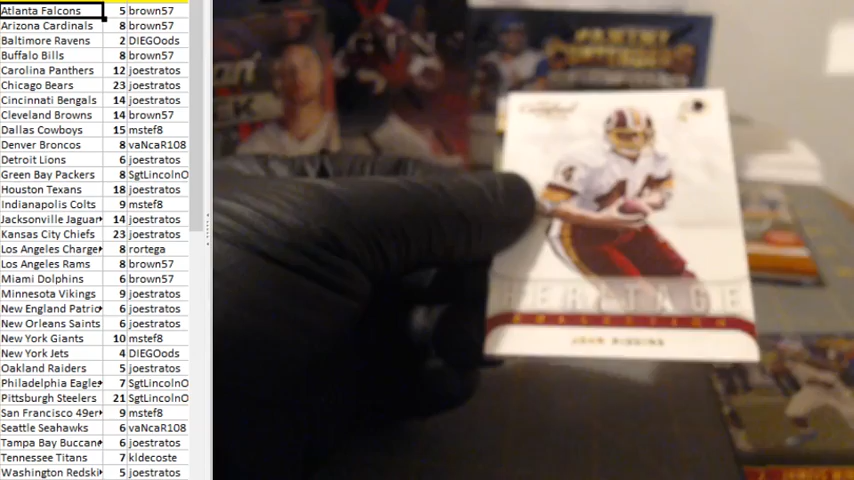 Atlanta Falcons 5 brown57
Arizona Cardinals 8 brown57
Baltimore Ravens 2 DIEGOods
Buffalo Bills 8 brown57
Carolina Panthers 12 joestratos
Chicago Bears 23 joestratos
Cincinnati Bengals 14 joestratos
Cleveland Browns 14 brown57
Dallas Cowboys 15 mstef8
Denver Broncos 8 vaNcaR108
Detroit Lions 6 joestratos
Green Bay Packers 8 SgtLincolnO
Houston Texans 18 joestratos
Indianapolis Colts 9 mstef8
Jacksonville Jaguar 14 joestratos
Kansas City Chiefs 23 joestratos
Los Angeles Charge 8 rortega
Los Angeles Rams 8 brown57
Miami Dolphins 6 brown57
Minnesota Vikings 9 joestratos
New England Patrio 6 joestratos
New Orleans Saints 6 joestratos
New York Giants 10 mstef8
New York Jets 4 DIEGOods
Oakland Raiders 5 joestratos
Philadelphia Eagle 7 SgtLincolnO
Pittsburgh Steelers 21 SgtLincolnO
San Francisco 49er 9 mstef8
Seattle Seahawks 6 vaNcaR108
Tampa Bay Buccan 6 joestratos
Tennessee Titans 7 kldecoste
Washington Redski 5 joestratos
PANINI
44
HERITAGE
COLLECTION
JOHN RIGGINS